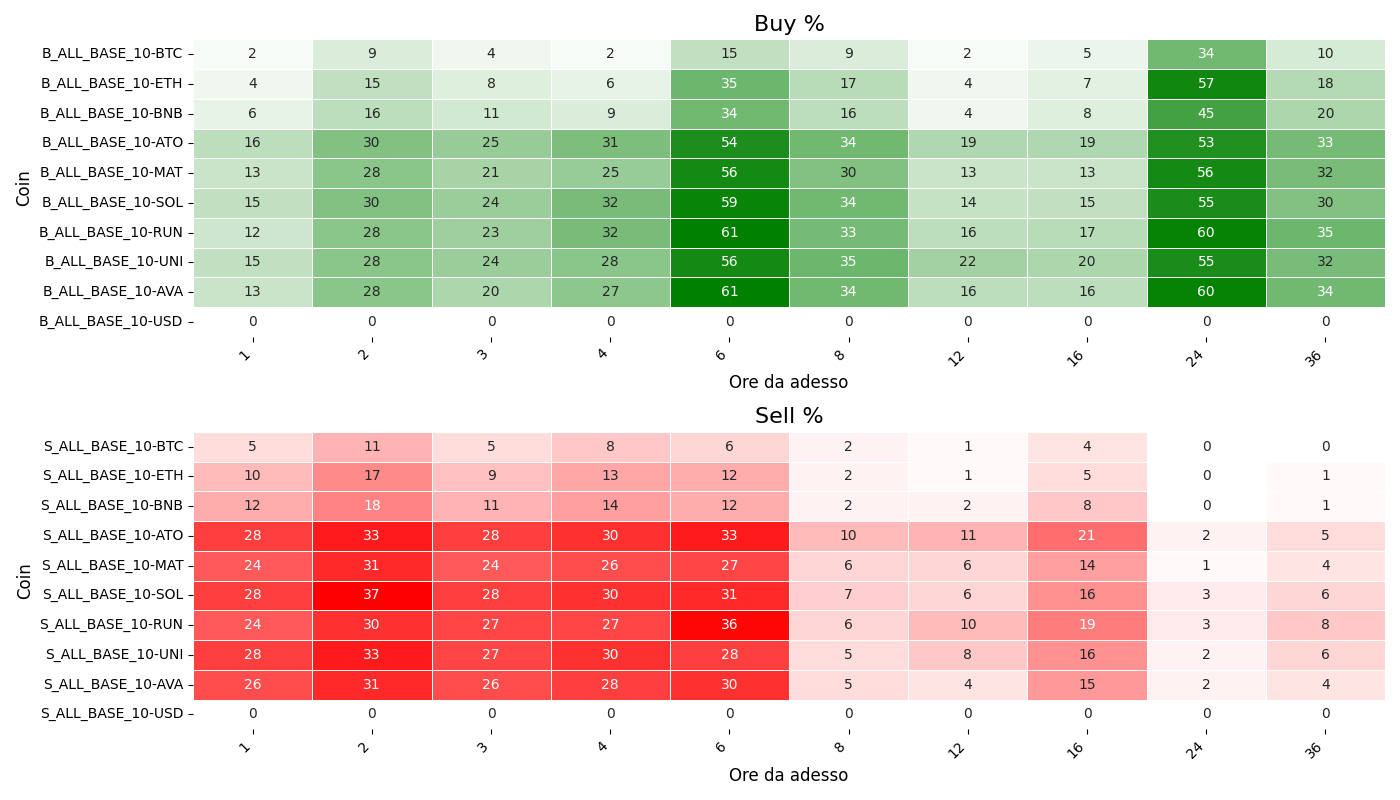 Buy %
Coin
B_ALL_BASE_10-BTC 2 9 4 2 15 9 2 5 34 10
B_ALL_BASE_10-ETH 4 15 8 6 35 17 4 7 57 18
B_ALL_BASE_10-BNB 6 16 11 9 34 16 4 8 45 20
B_ALL_BASE_10-ATO 16 30 25 31 54 34 19 19 53 33
B_ALL_BASE_10-MAT 13 28 21 25 56 30 13 13 56 32
B_ALL_BASE_10-SOL 15 30 24 32 59 34 14 15 55 30
B_ALL_BASE_10-RUN 12 28 23 32 61 33 16 17 60 35
B_ALL_BASE_10-UNI 15 28 24 28 56 35 22 20 55 32
B_ALL_BASE_10-AVA 13 28 20 27 61 34 16 16 60 34
B_ALL_BASE_10-USD 0 0 0 0 0 0 0 0 0 0
1 2 3 4 6 8 12 16 24 36
Ore da adesso
Sell %
Coin
S_ALL_BASE_10-BTC 5 11 5 8 6 2 1 4 0 0
S_ALL_BASE_10-ETH 10 17 9 13 12 2 1 5 0 1
S_ALL_BASE_10-BNB 12 18 11 14 12 2 2 8 0 1
S_ALL_BASE_10-ATO 28 33 28 30 33 10 11 21 2 5
S_ALL_BASE_10-MAT 24 31 24 26 27 6 6 14 1 4
S_ALL_BASE_10-SOL 28 37 28 30 31 7 6 16 3 6
S_ALL_BASE_10-RUN 24 30 27 27 36 6 10 19 3 8
S_ALL_BASE_10-UNI 28 33 27 30 28 5 8 16 2 6
S_ALL_BASE_10-AVA 26 31 26 28 30 5 4 15 2 4
S_ALL_BASE_10-USD 0 0 0 0 0 0 0 0 0 0
1 2 3 4 6 8 12 16 24 36
Ore da adesso